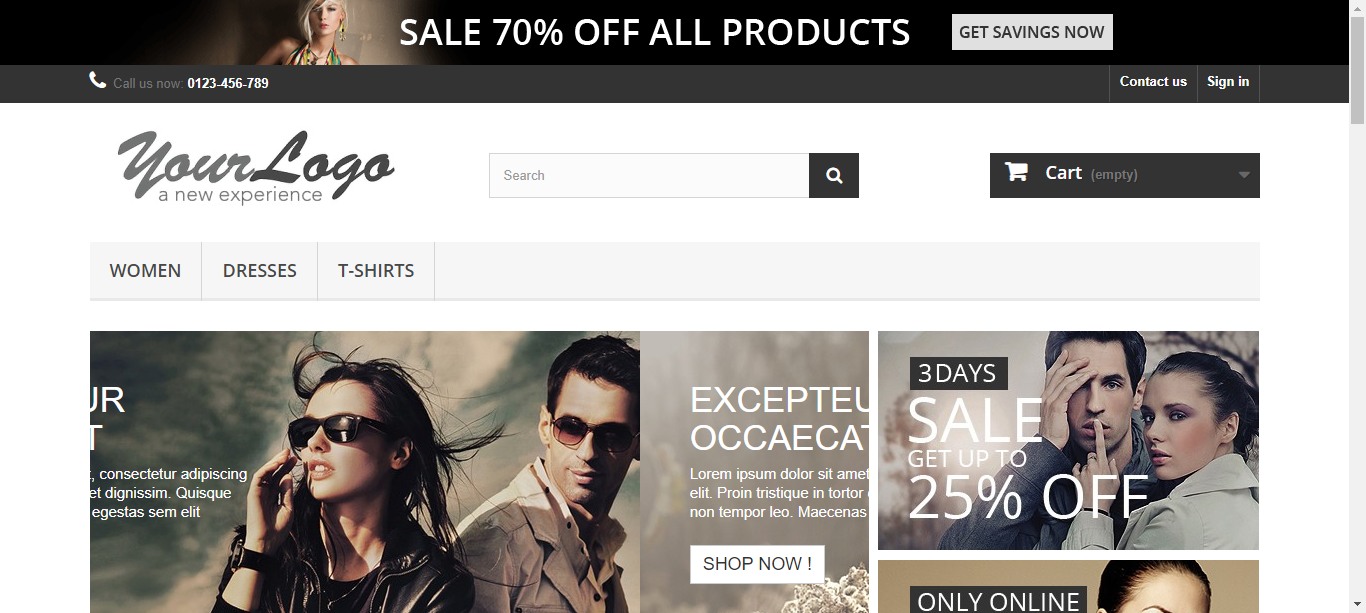 SALE 70% OFF ALL PRODUCTS
GET SAVINGS NOW
Call us now: 0123-456-789
Contact us
Sign in
YourLogo
a new experience
Search
Cart (empty)
WOMEN
DRESSES
T-SHIRTS
UR
T
, consectetur adipiscing
et dignissim. Quisque
egestas sem elit
EXCEPTEU
OCCAECAT
Lorem ipsum dolor sit amet
elit. Proin tristique in tortor
non tempor leo. Maecenas
SHOP NOW !
3 DAYS
SALE
GET UP TO
25% OFF
ONLY ONLINE